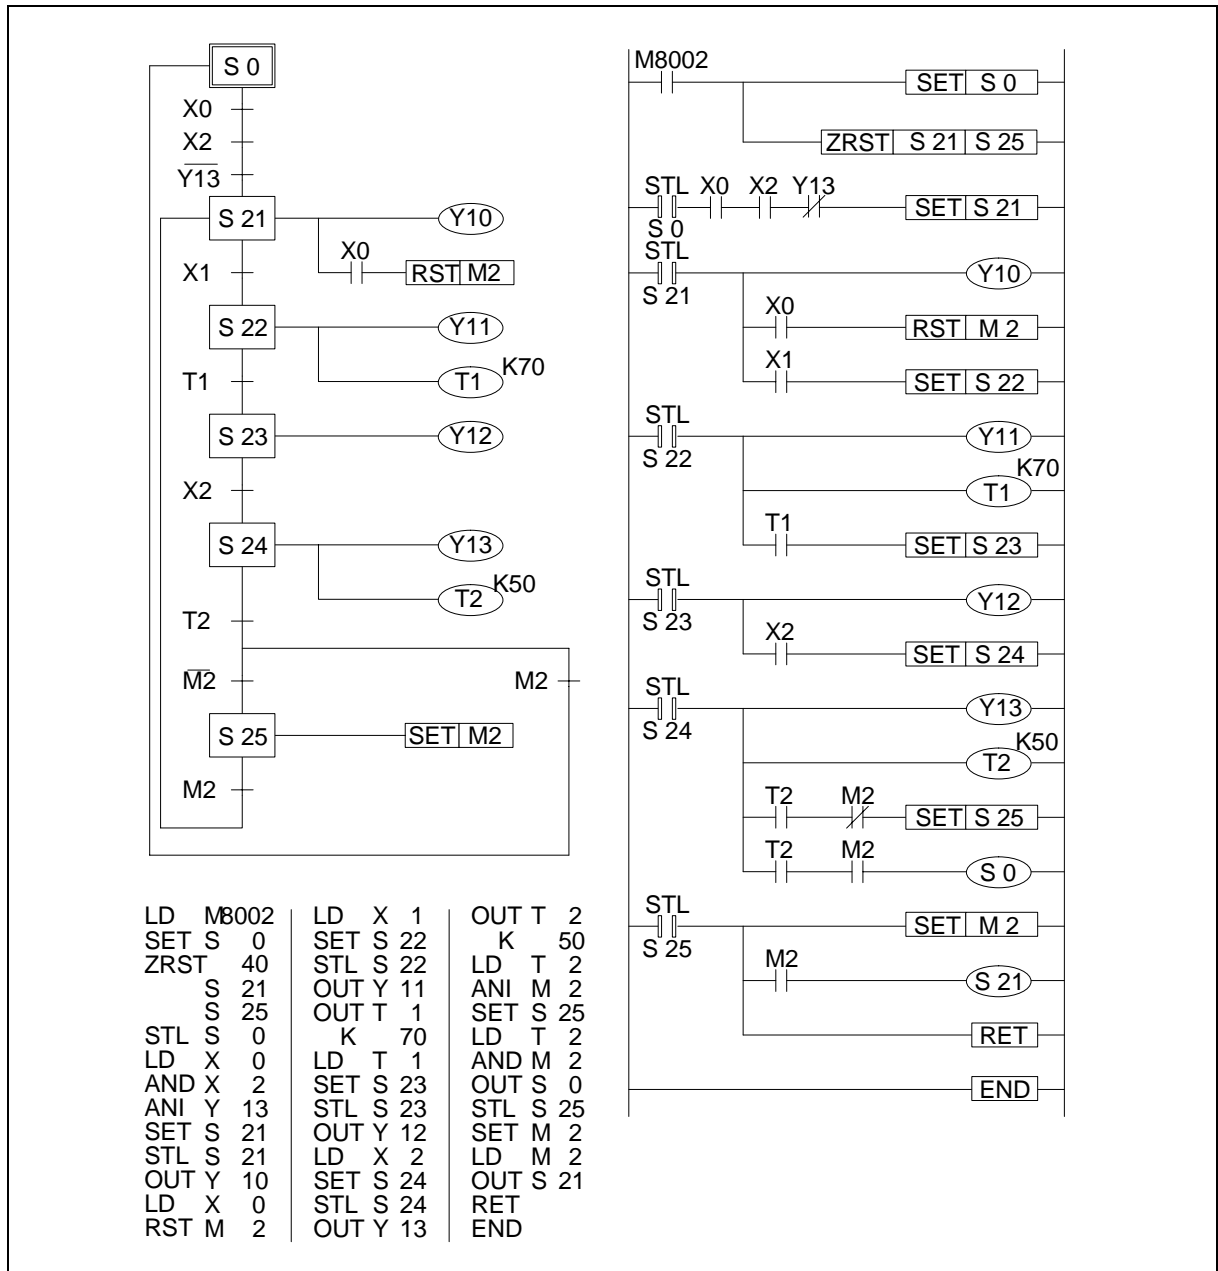 S 0
X0
X2
Y13
S 21
Y10
X0
RST M2
X1
S 22
Y11
T1
K70
T1
S 23
Y12
X2
S 24
Y13
T2
K50
T2
M2
M2
S 25
SET M2
M2
M8002
SET S 0
ZRST S 21 S 25
STL X0 X2 Y13
SET S 21
S 0
STL
Y10
S 21
X0
RST M 2
X1
SET S 22
STL
Y11
S 22
K70
T1
T1
SET S 23
STL
Y12
S 23
X2
SET S 24
STL
Y13
S 24
K50
T2
T2 M2
SET S 25
T2 M2
S 0
STL
SET M 2
S 25
M2
S 21
RET
END
LD M8002
SET S 0
ZRST 40
S 21
S 25
STL S 0
LD X 0
AND X 2
ANI Y 13
SET S 21
STL S 21
OUT Y 10
LD X 0
RST M 2
LD X 1
SET S 22
STL S 22
OUT Y 11
OUT T 1
K 70
LD T 1
SET S 23
STL S 23
OUT Y 12
LD X 2
SET S 24
STL S 24
OUT Y 13
OUT T 2
K 50
LD T 2
ANI M 2
SET S 25
LD T 2
AND M 2
OUT S 0
STL S 25
SET M 2
LD M 2
OUT S 21
RET
END